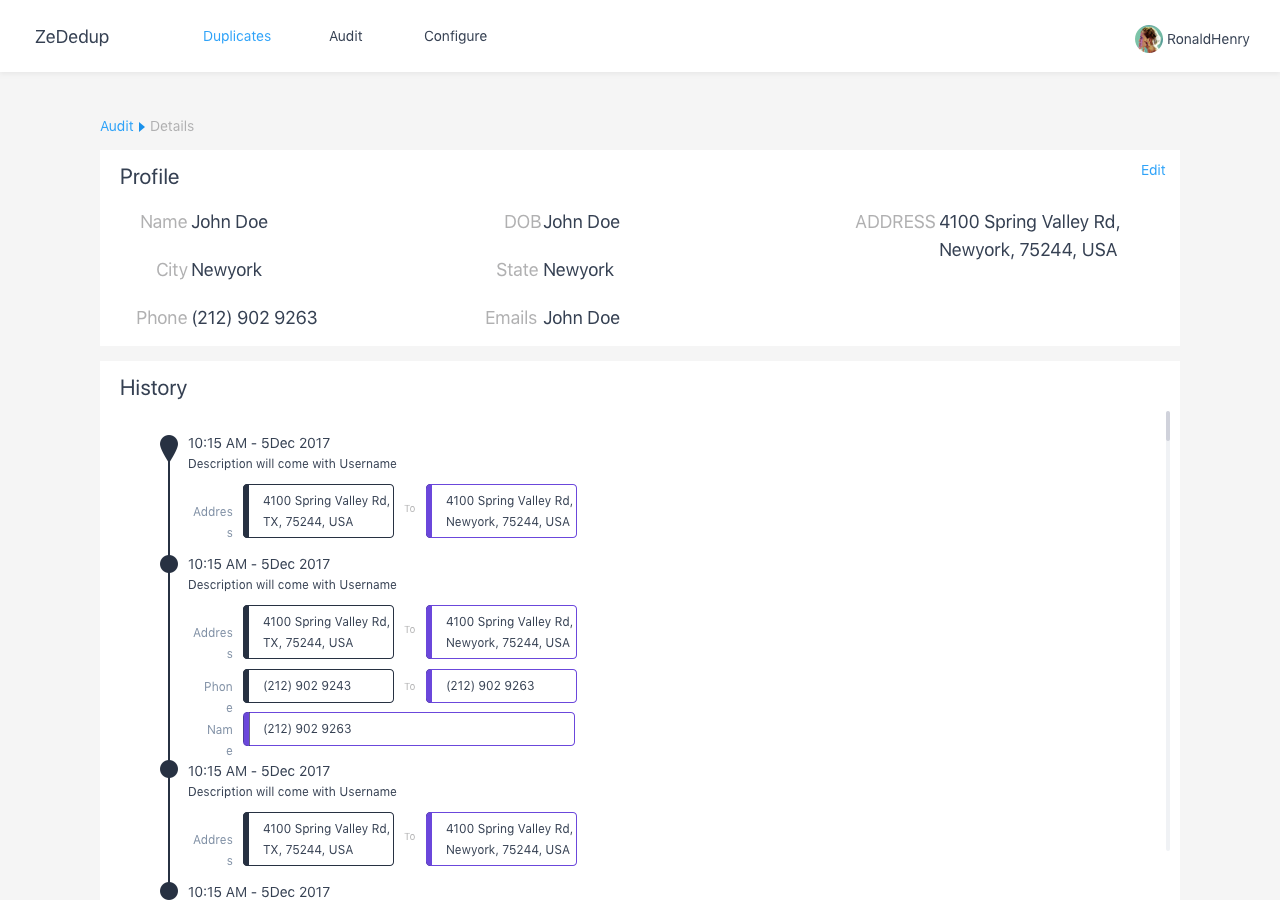 ZeDedup
Duplicates
Audit
Configure
RonaldHenry
Audit
Details
Profile
Edit
Name John Doe
DOB John Doe
ADDRESS 4100 Spring Valley Rd,
Newyork, 75244, USA
City Newyork
State Newyork
Phone (212) 902 9263
Emails John Doe
History
10:15 AM - 5Dec 2017
Description will come with Username
Addres
s
4100 Spring Valley Rd,
TX, 75244, USA
To
4100 Spring Valley Rd,
Newyork, 75244, USA
10:15 AM - 5Dec 2017
Description will come with Username
Addres
s
4100 Spring Valley Rd,
TX, 75244, USA
To
4100 Spring Valley Rd,
Newyork, 75244, USA
Phon
e
(212) 902 9243
To
(212) 902 9263
Nam
e
(212) 902 9263
10:15 AM - 5Dec 2017
Description will come with Username
Addres
s
4100 Spring Valley Rd,
TX, 75244, USA
To
4100 Spring Valley Rd,
Newyork, 75244, USA
10:15 AM - 5Dec 2017